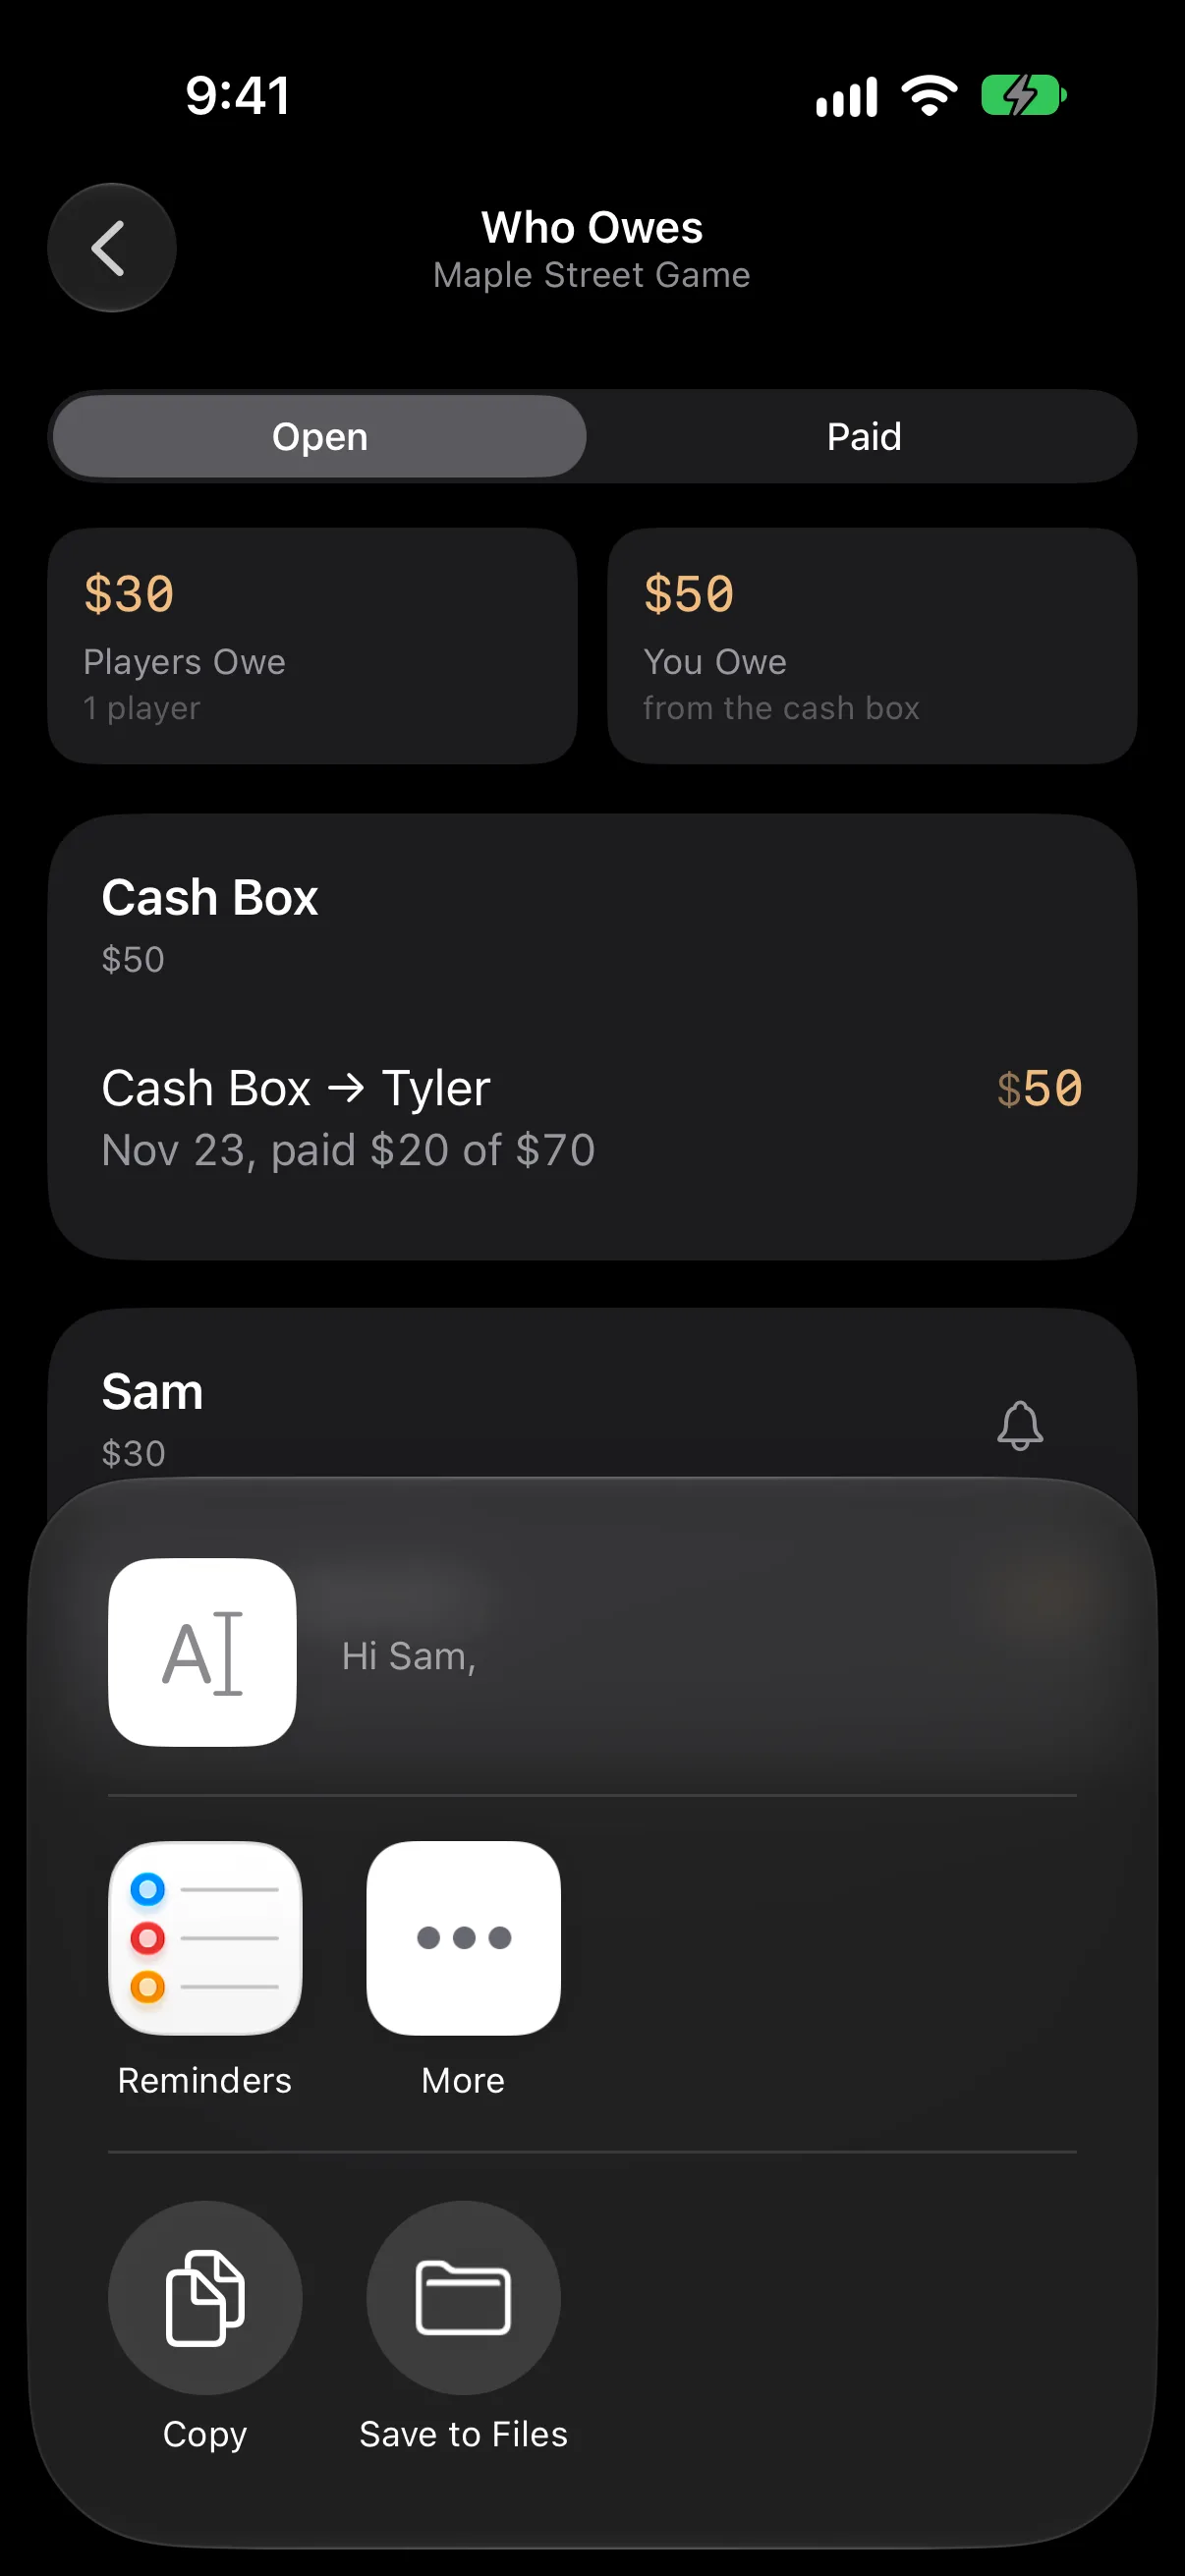 9:41
Who Owes
Maple Street Game
Open
Paid
$30
Players Owe
1 player
$50
You Owe
from the cash box
Cash Box
$50
Cash Box → Tyler
$50
Nov 23, paid $20 of $70
Sam
$30
A
Hi Sam,
Reminders
More
Copy
Save to Files